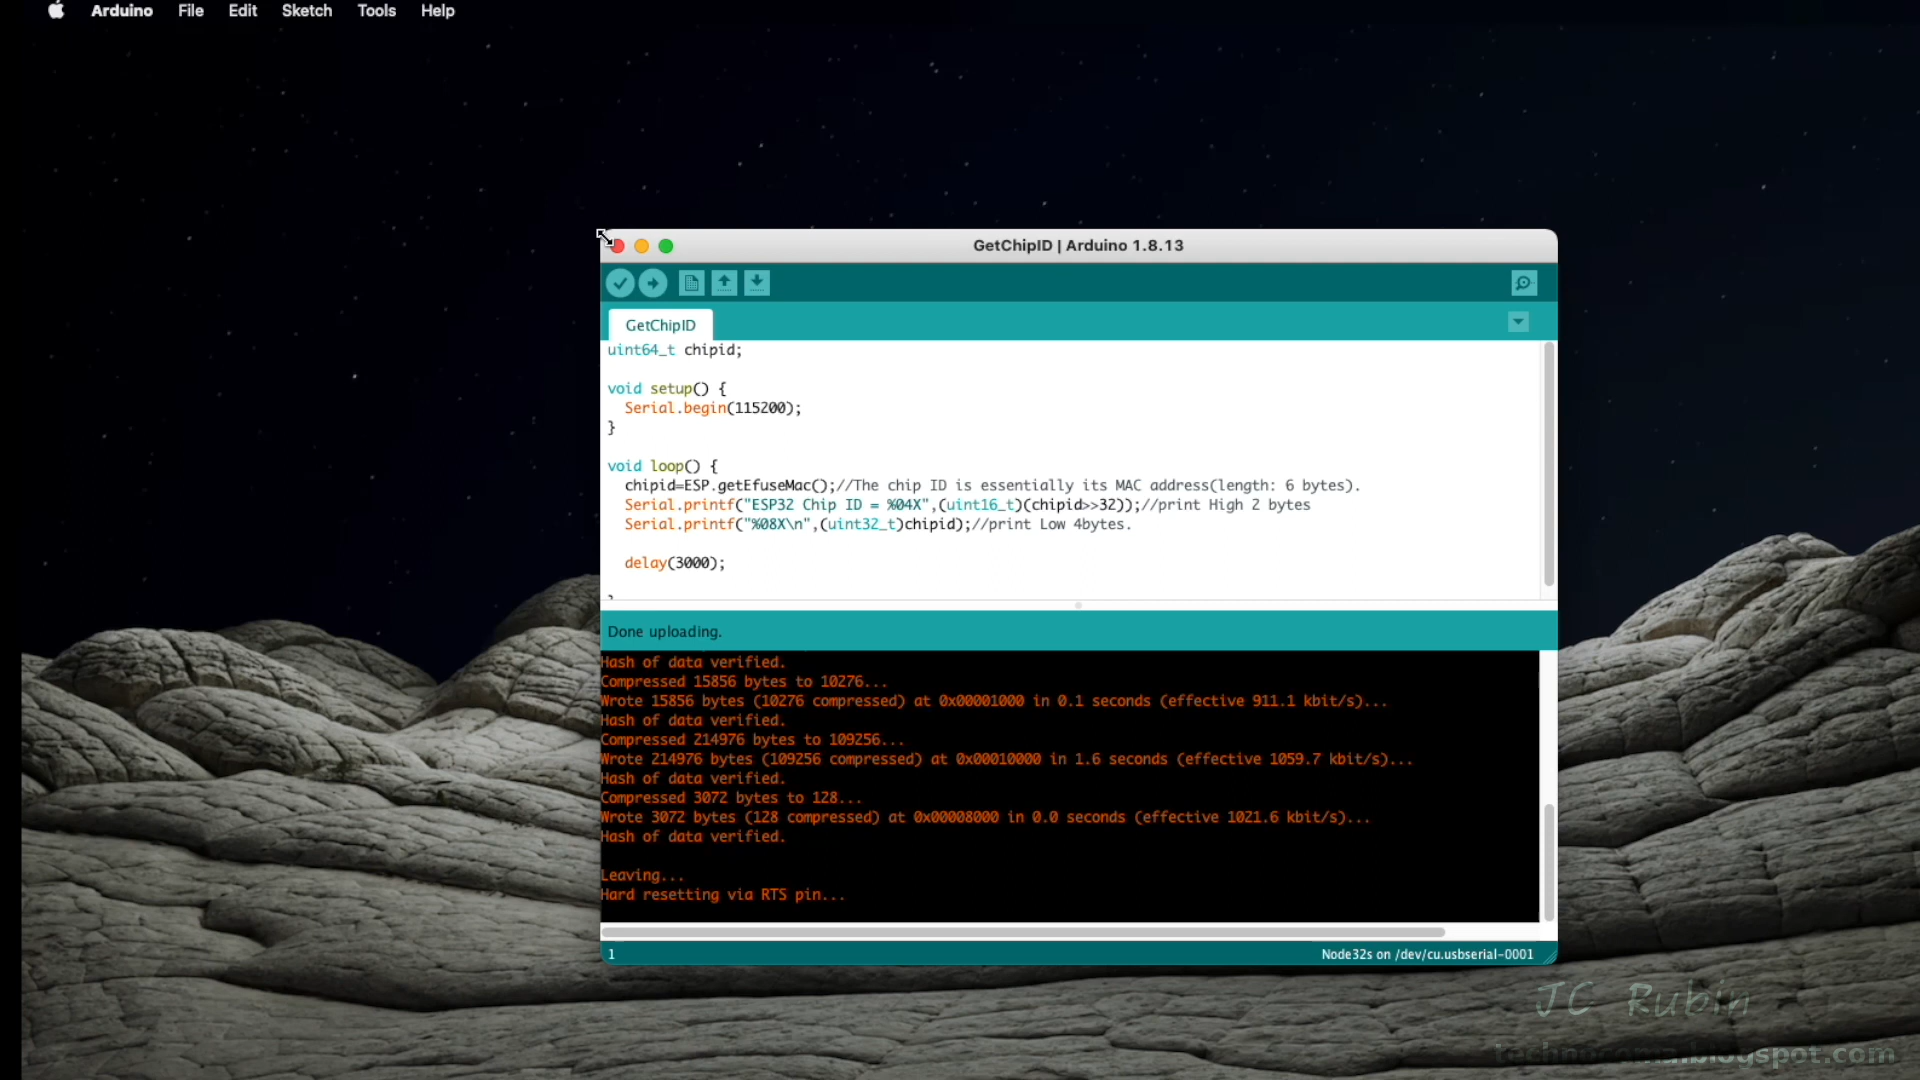 Arduino File Edit Sketch Tools Help
GetChipID | Arduino 1.8.13
GetChipID
uint64_t chipid;
void setup() {
Serial.begin(115200);
}
void loop() {
chipid=ESP.getEfuseMac();//The chip ID is essentially its MAC address(length: 6 bytes).
Serial.printf("ESP32 Chip ID = %04X",(uint16_t)(chipid>>32));//print High 2 bytes
Serial.printf("%08X\n",(uint32_t)chipid);//print Low 4bytes.
delay(3000);
Done uploading.
Hash of data verified.
Compressed 15856 bytes to 10276...
Wrote 15856 bytes (10276 compressed) at 0x00001000 in 0.1 seconds (effective 911.1 kbit/s)...
Hash of data verified.
Compressed 214976 bytes to 109256...
Wrote 214976 bytes (109256 compressed) at 0x00010000 in 1.6 seconds (effective 1059.7 kbit/s)...
Hash of data verified.
Compressed 3072 bytes to 128...
Wrote 3072 bytes (128 compressed) at 0x00008000 in 0.0 seconds (effective 1021.6 kbit/s)...
Hash of data verified.
Leaving...
Hard resetting via RTS pin...
1 Node32s on /dev/cu.usbserial-0001
JC Rubin